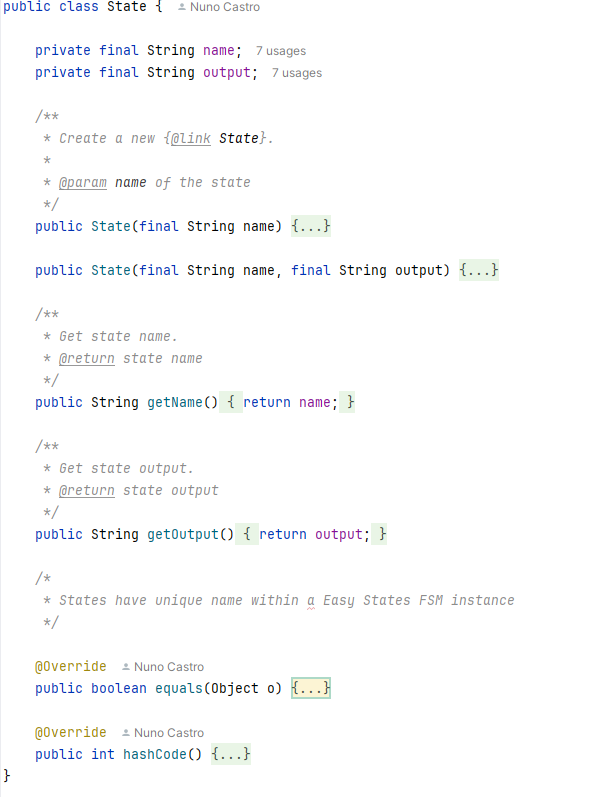 public class State {  Nuno Castro
private final String name;  7 usages
private final String output;  7 usages
/**
 * Create a new {@link State}.
 *
 * @param name of the state
 */
public State(final String name) {...}
public State(final String name, final String output) {...}
/**
 * Get state name.
 * @return state name
 */
public String getName() { return name; }
/**
 * Get state output.
 * @return state output
 */
public String getOutput() { return output; }
/*
 * States have unique name within a Easy States FSM instance
 */
@Override  Nuno Castro
public boolean equals(Object o) {...}
@Override  Nuno Castro
public int hashCode() {...}
}